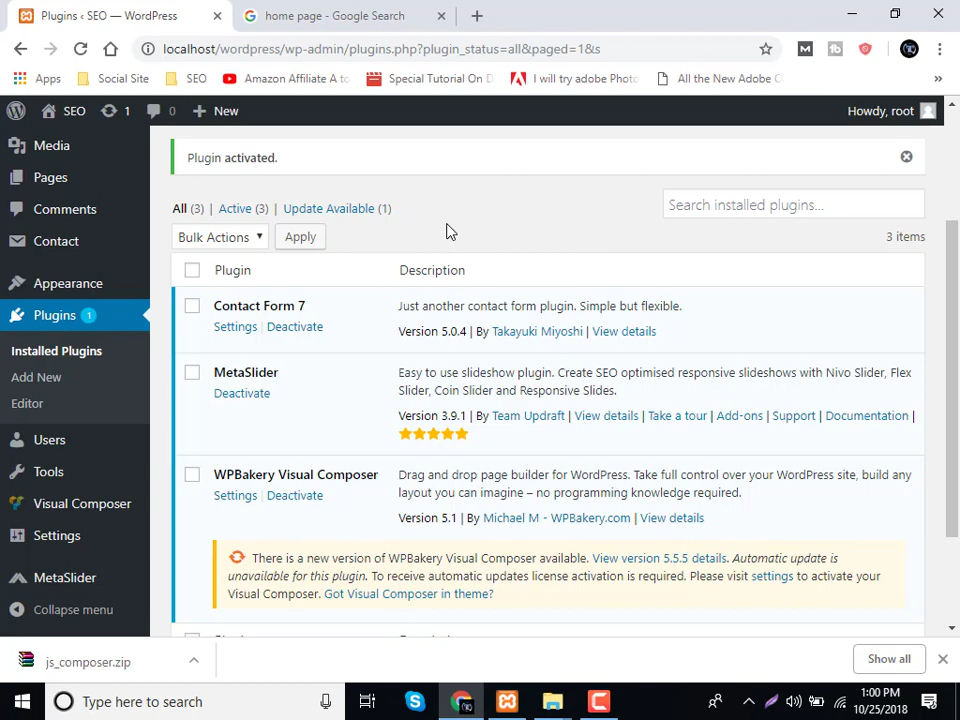 Plugins ‹ SEO — WordPress
home page - Google Search
localhost/wordpress/wp-admin/plugins.php?plugin_status=all&paged=1&s
M
Apps
Social Site
SEO
Amazon Affiliate A to
Special Tutorial On D
I will try adobe Photo
All the New Adobe C
»
SEO
1
0
New
Howdy, root
Media
Pages
Comments
Contact
Appearance
Plugins 1
Installed Plugins
Add New
Editor
Users
Tools
Visual Composer
Settings
MetaSlider
Collapse menu
Plugin activated.
All (3) | Active (3) | Update Available (1)
Search installed plugins...
Bulk Actions
Apply
3 items
Plugin
Description
Contact Form 7
Just another contact form plugin. Simple but flexible.
Settings | Deactivate
Version 5.0.4 | By Takayuki Miyoshi | View details
MetaSlider
Easy to use slideshow plugin. Create SEO optimised responsive slideshows with Nivo Slider, Flex
Slider, Coin Slider and Responsive Slides.
Deactivate
Version 3.9.1 | By Team Updraft | View details | Take a tour | Add-ons | Support | Documentation |
WPBakery Visual Composer
Drag and drop page builder for WordPress. Take full control over your WordPress site, build any
layout you can imagine – no programming knowledge required.
Settings | Deactivate
Version 5.1 | By Michael M - WPBakery.com | View details
There is a new version of WPBakery Visual Composer available. View version 5.5.5 details. Automatic update is
unavailable for this plugin. To receive automatic updates license activation is required. Please visit settings to activate your
Visual Composer. Got Visual Composer in theme?
js_composer.zip
Show all
Type here to search
1:00 PM
10/25/2018